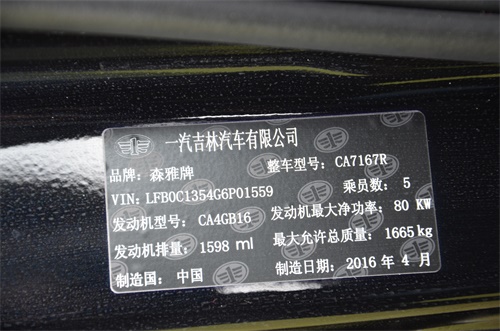 一汽吉林汽车有限公司
品牌: 森雅牌 整车型号: CA7167R
VIN: LFB0C1354G6P01559 乘员数: 5
发动机型号: CA4GB16 发动机最大净功率: 80 KW
发动机排量: 1598 ml 最大允许总质量: 1665kg
制造国: 中国 制造日期: 2016 年 4 月